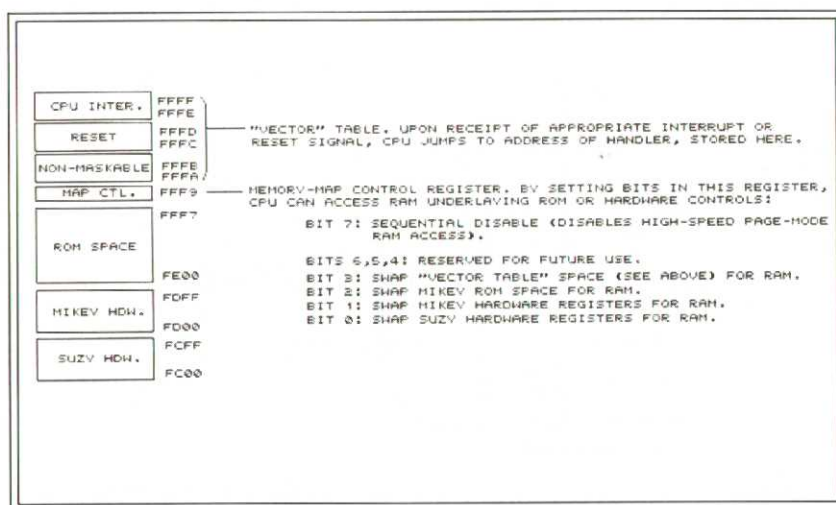 CPU INTER. FFFF
FFFE
RESET FFFD
FFFC
NON-MASKABLE FFFB
FFFA
"VECTOR" TABLE. UPON RECEIPT OF APPROPRIATE INTERRUPT OR
RESET SIGNAL, CPU JUMPS TO ADDRESS OF HANDLER, STORED HERE.
MAP CTL. FFF9
MEMORY-MAP CONTROL REGISTER. BY SETTING BITS IN THIS REGISTER,
CPU CAN ACCESS RAM UNDERLAYING ROM OR HARDWARE CONTROLS:
BIT 7: SEQUENTIAL DISABLE (DISABLES HIGH-SPEED PAGE-MODE
RAM ACCESS).
BITS 6,5,4: RESERVED FOR FUTURE USE.
BIT 3: SWAP "VECTOR TABLE" SPACE (SEE ABOVE) FOR RAM.
BIT 2: SWAP MIKEY ROM SPACE FOR RAM.
BIT 1: SWAP MIKEY HARDWARE REGISTERS FOR RAM.
BIT 0: SWAP SUZY HARDWARE REGISTERS FOR RAM.
FFF7
ROM SPACE
FE00
FDFF
MIKEY HDW.
FD00
FCFF
SUZY HDW.
FC00